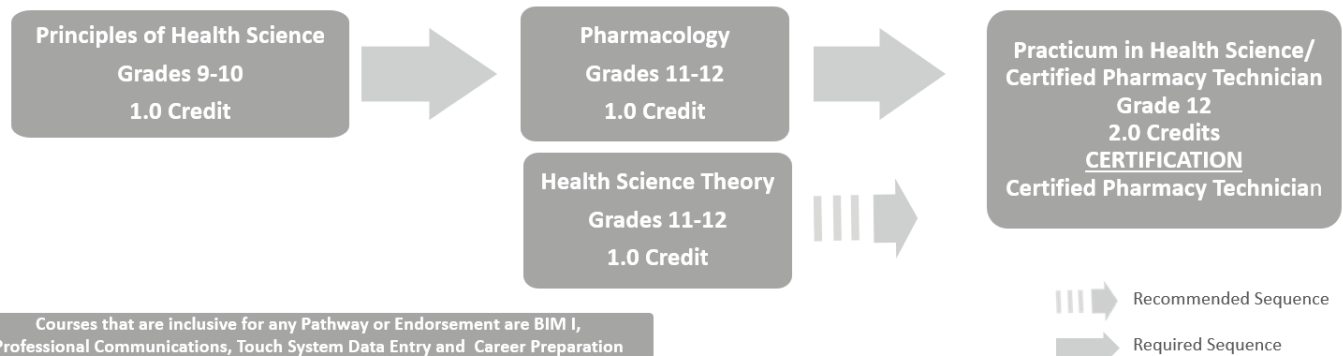 Principles of Health Science
Grades 9-10
1.0 Credit
Pharmacology
Grades 11-12
1.0 Credit
Health Science Theory
Grades 11-12
1.0 Credit
Practicum in Health Science/
Certified Pharmacy Technician
Grade 12
2.0 Credits
CERTIFICATION
Certified Pharmacy Technician
Recommended Sequence
Required Sequence
Courses that are inclusive for any Pathway or Endorsement are BIM I,
Professional Communications, Touch System Data Entry and Career Preparation